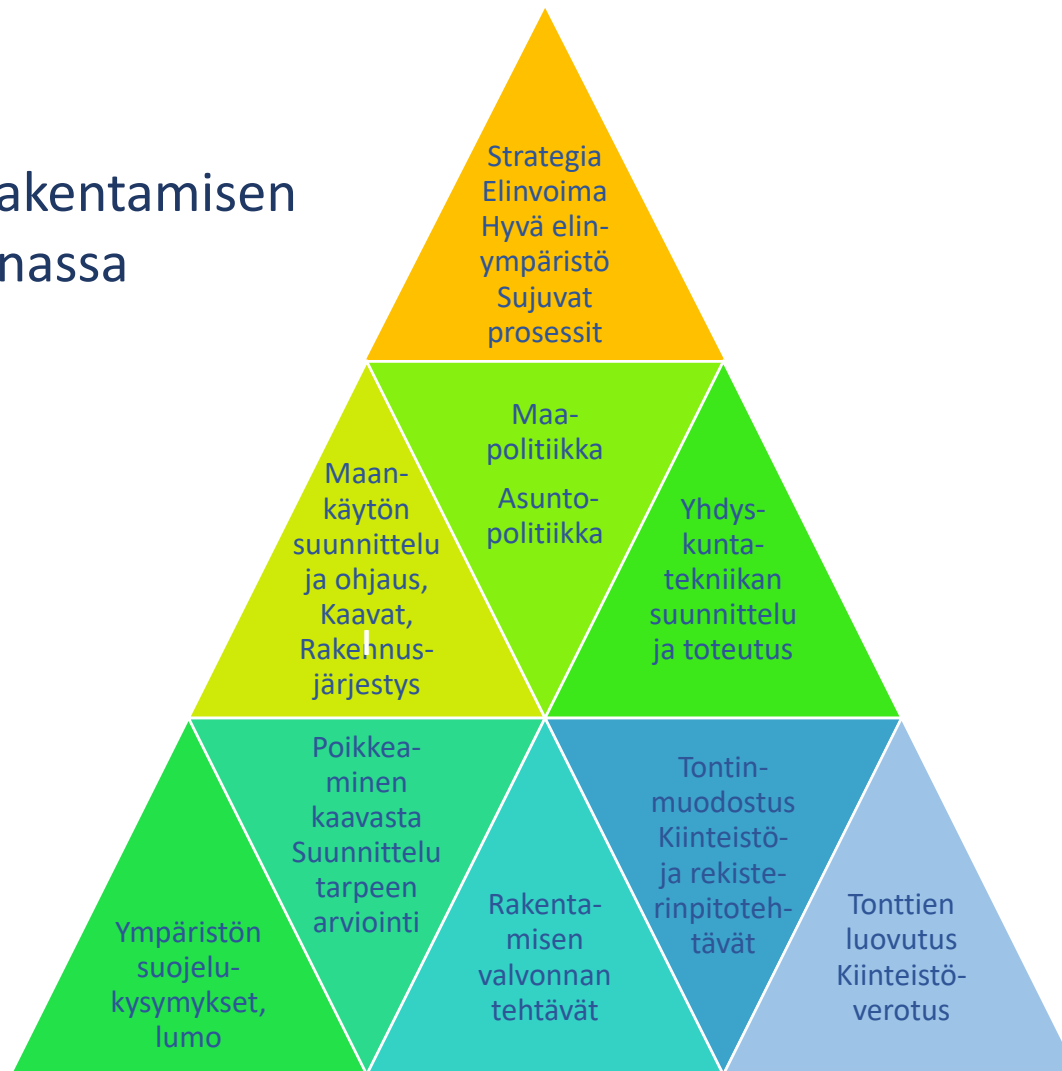 akentamisen
nassa
Strategia
Elinvoima
Hyvä elin-
ympäristö
Sujuvat
prosessit
Maan-
käytön
suunnittelu
ja ohjaus,
Kaavat,
Rakennus-
järjestys
Maa-
politiikka
Asunto-
politiikka
Yhdys-
kunta-
tekniikan
suunnittelu
ja toteutus
Ympäristön
suojelu-
kysymykset,
lumo
Poikkea-
minen
kaavasta
Suunnittelu
tarpeen
arviointi
Rakenta-
misen
valvonnan
tehtävät
Tontin-
muodostus
Kiinteistö-
ja rekiste-
rinpitoteh-
tävät
Tonttien
luovutus
Kiinteistö-
verotus